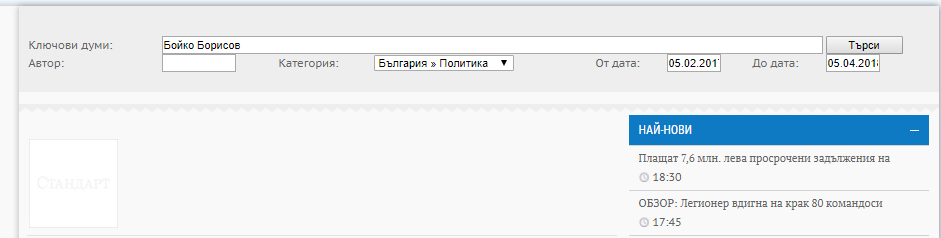 Ключови думи: Бойко Борисов Търси
Автор: Категория: България » Политика От дата: 05.02.201 До дата: 05.04.201
НАЙ-НОВИ
Плащат 7,6 млн. лева просрочени задължения на
18:30
ОБЗОР: Легионер вдигна на крак 80 командоси
17:45
СТАНДАРТ